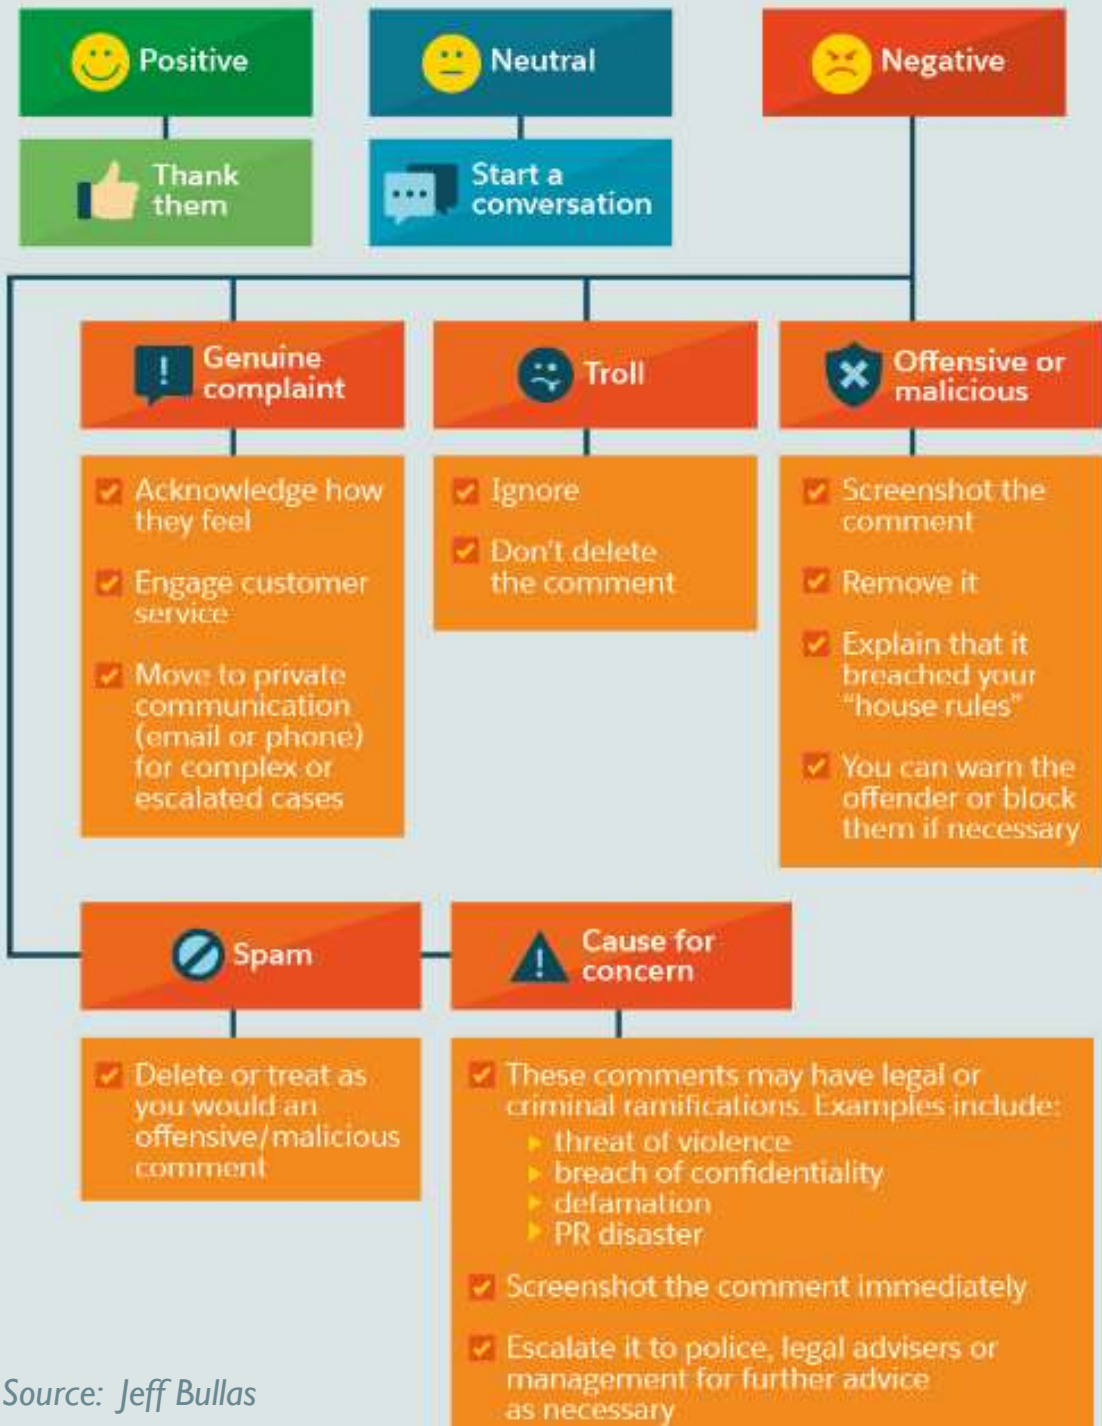 Positive
Thank
them
Neutral
Start a
conversation
Negative
Genuine
complaint
Acknowledge how
they feel
Engage customer
service
Move to private
communication
(email or phone)
for complex or
escalated cases
Troll
Ignore
Don't delete
the comment
Offensive or
malicious
Screenshot the
comment
Remove it
Explain that it
breached your
"house rules"
You can warn the
offender or block
them if necessary
Spam
Delete or treat as
you would an
offensive/malicious
comment
Cause for
concern
These comments may have legal or
criminal ramifications. Examples include:
threat of violence
breach of confidentiality
defamation
PR disaster
Screenshot the comment immediately
Escalate it to police, legal advisers or
management for further advice
as necessary
Source: Jeff Bullas